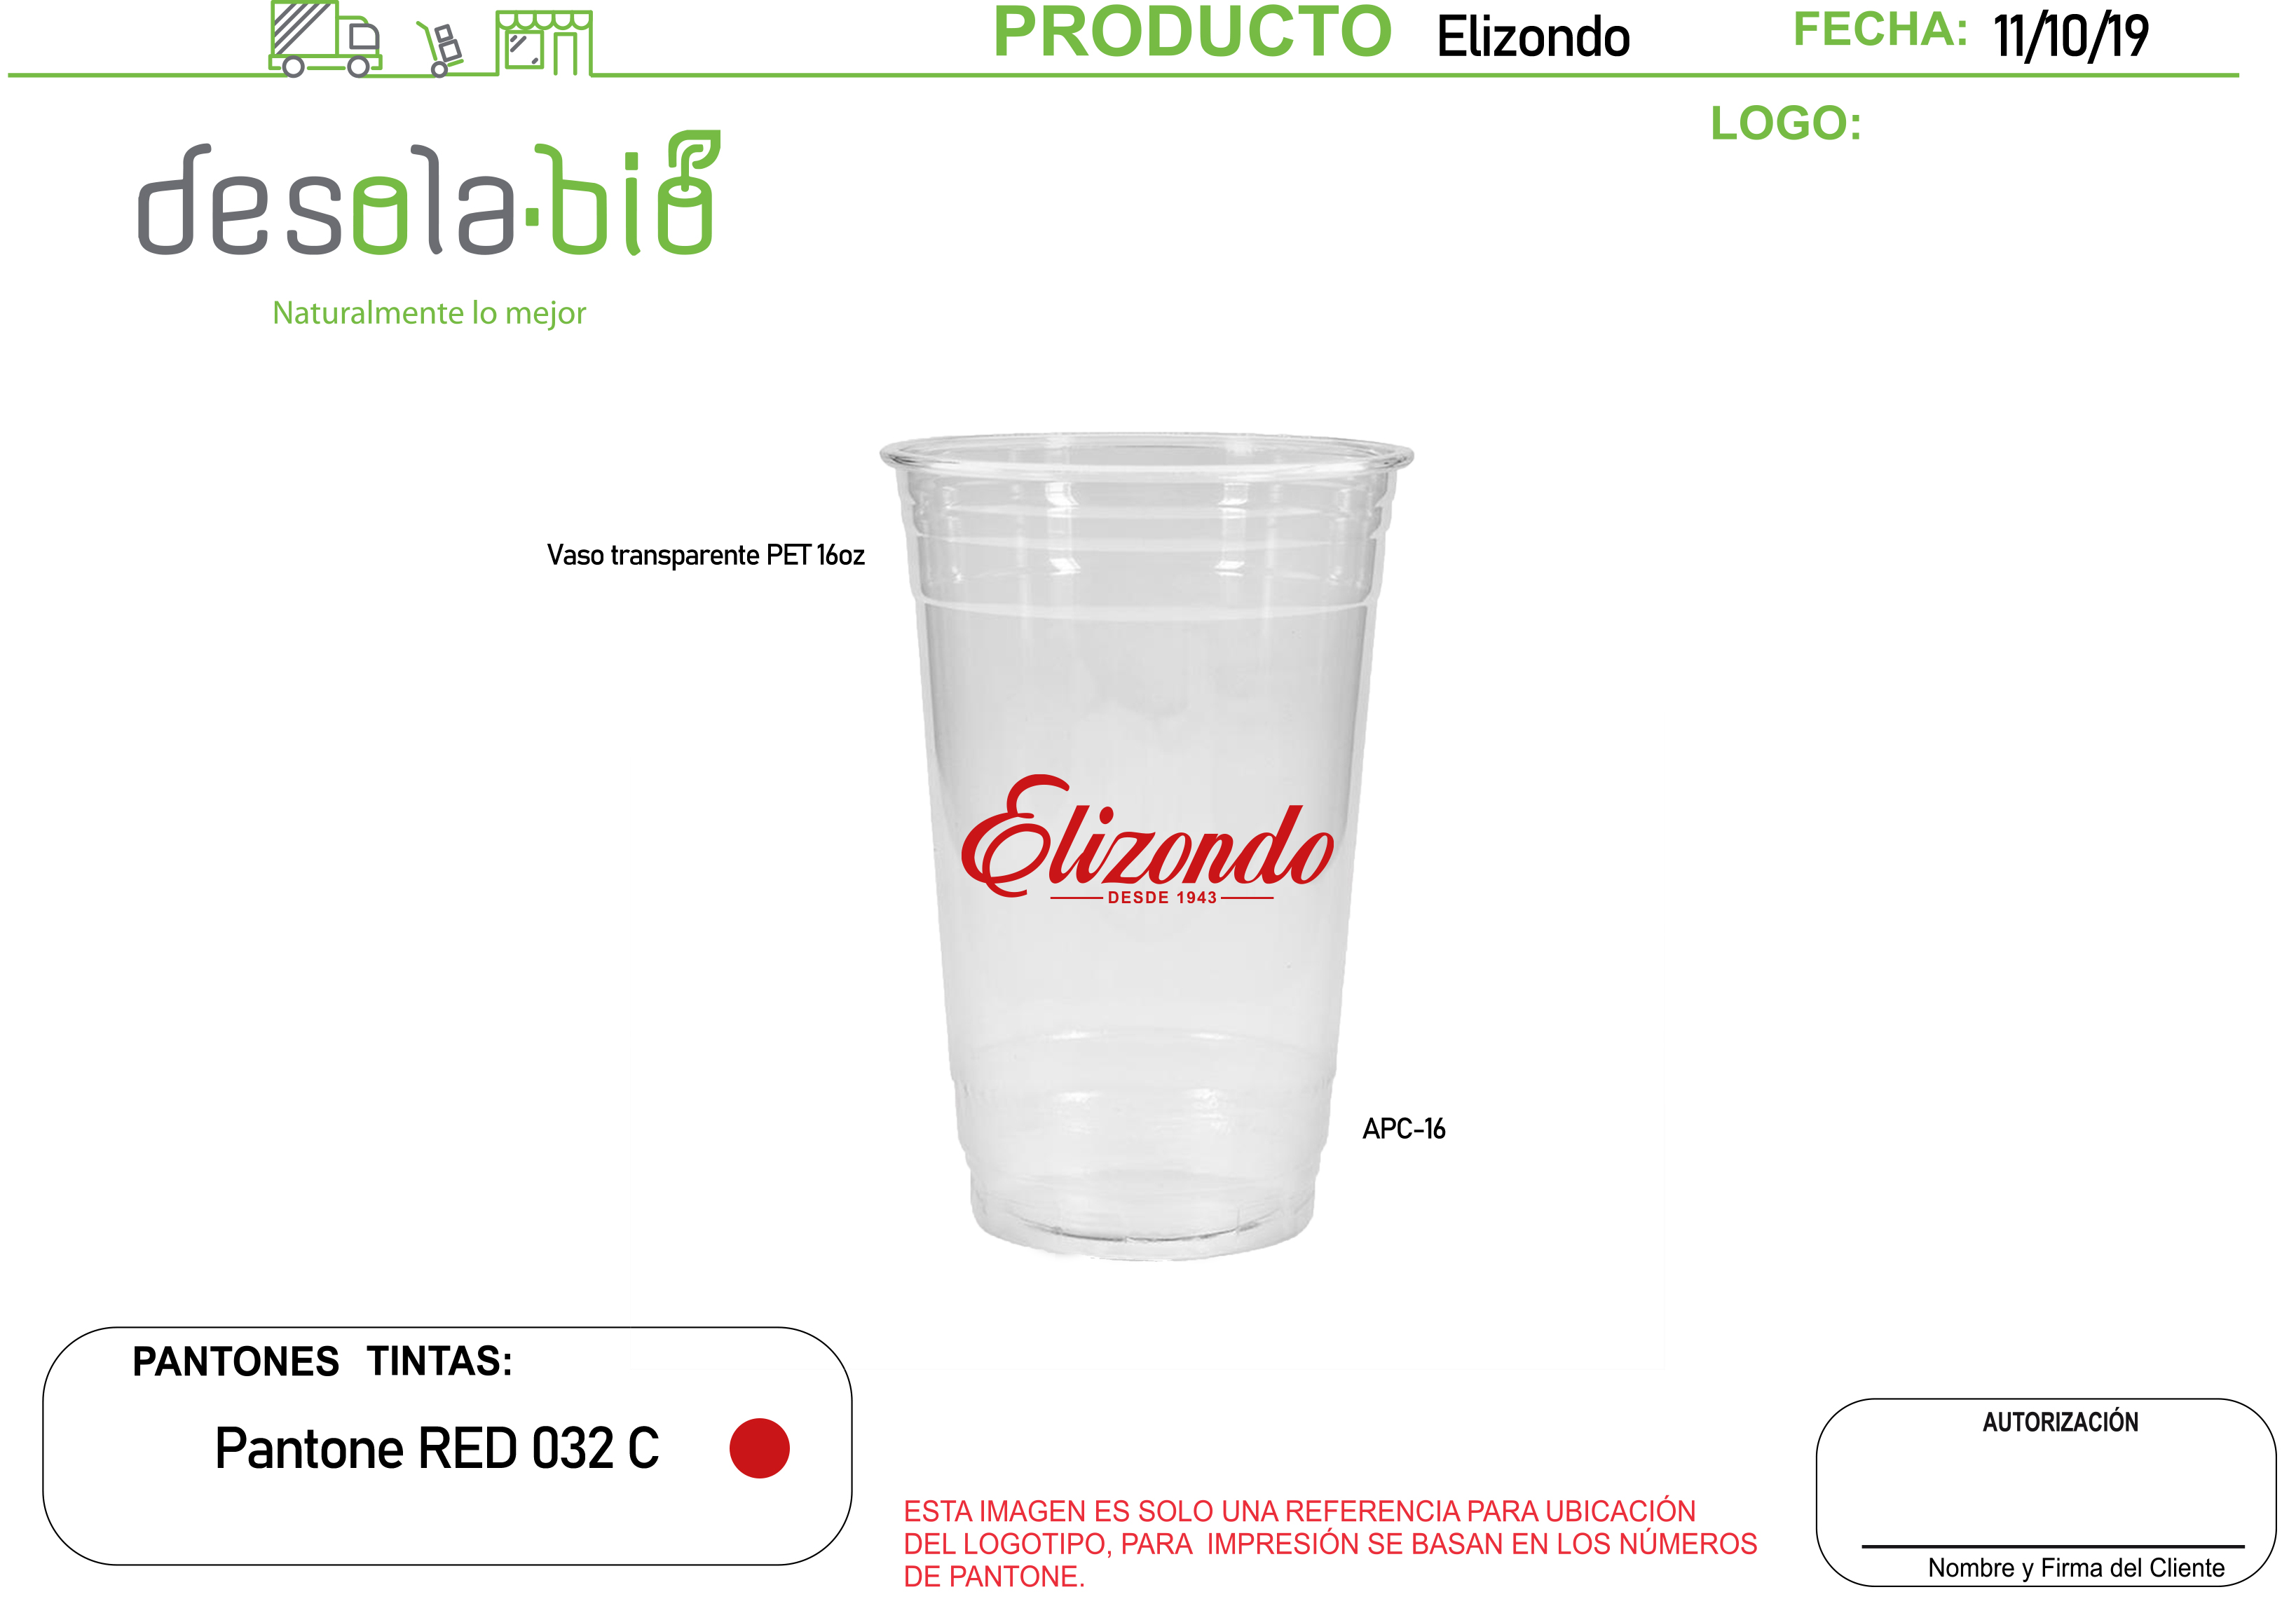 PRODUCTO Elizondo FECHA: 11/10/19
LOGO:
desola·bio
Naturalmente lo mejor
Vaso transparente PET 16oz
Elizondo
DESDE 1943
APC-16
PANTONES TINTAS:
Pantone RED 032 C
ESTA IMAGEN ES SOLO UNA REFERENCIA PARA UBICACIÓN
DEL LOGOTIPO, PARA IMPRESIÓN SE BASAN EN LOS NÚMEROS
DE PANTONE.
AUTORIZACIÓN
Nombre y Firma del Cliente